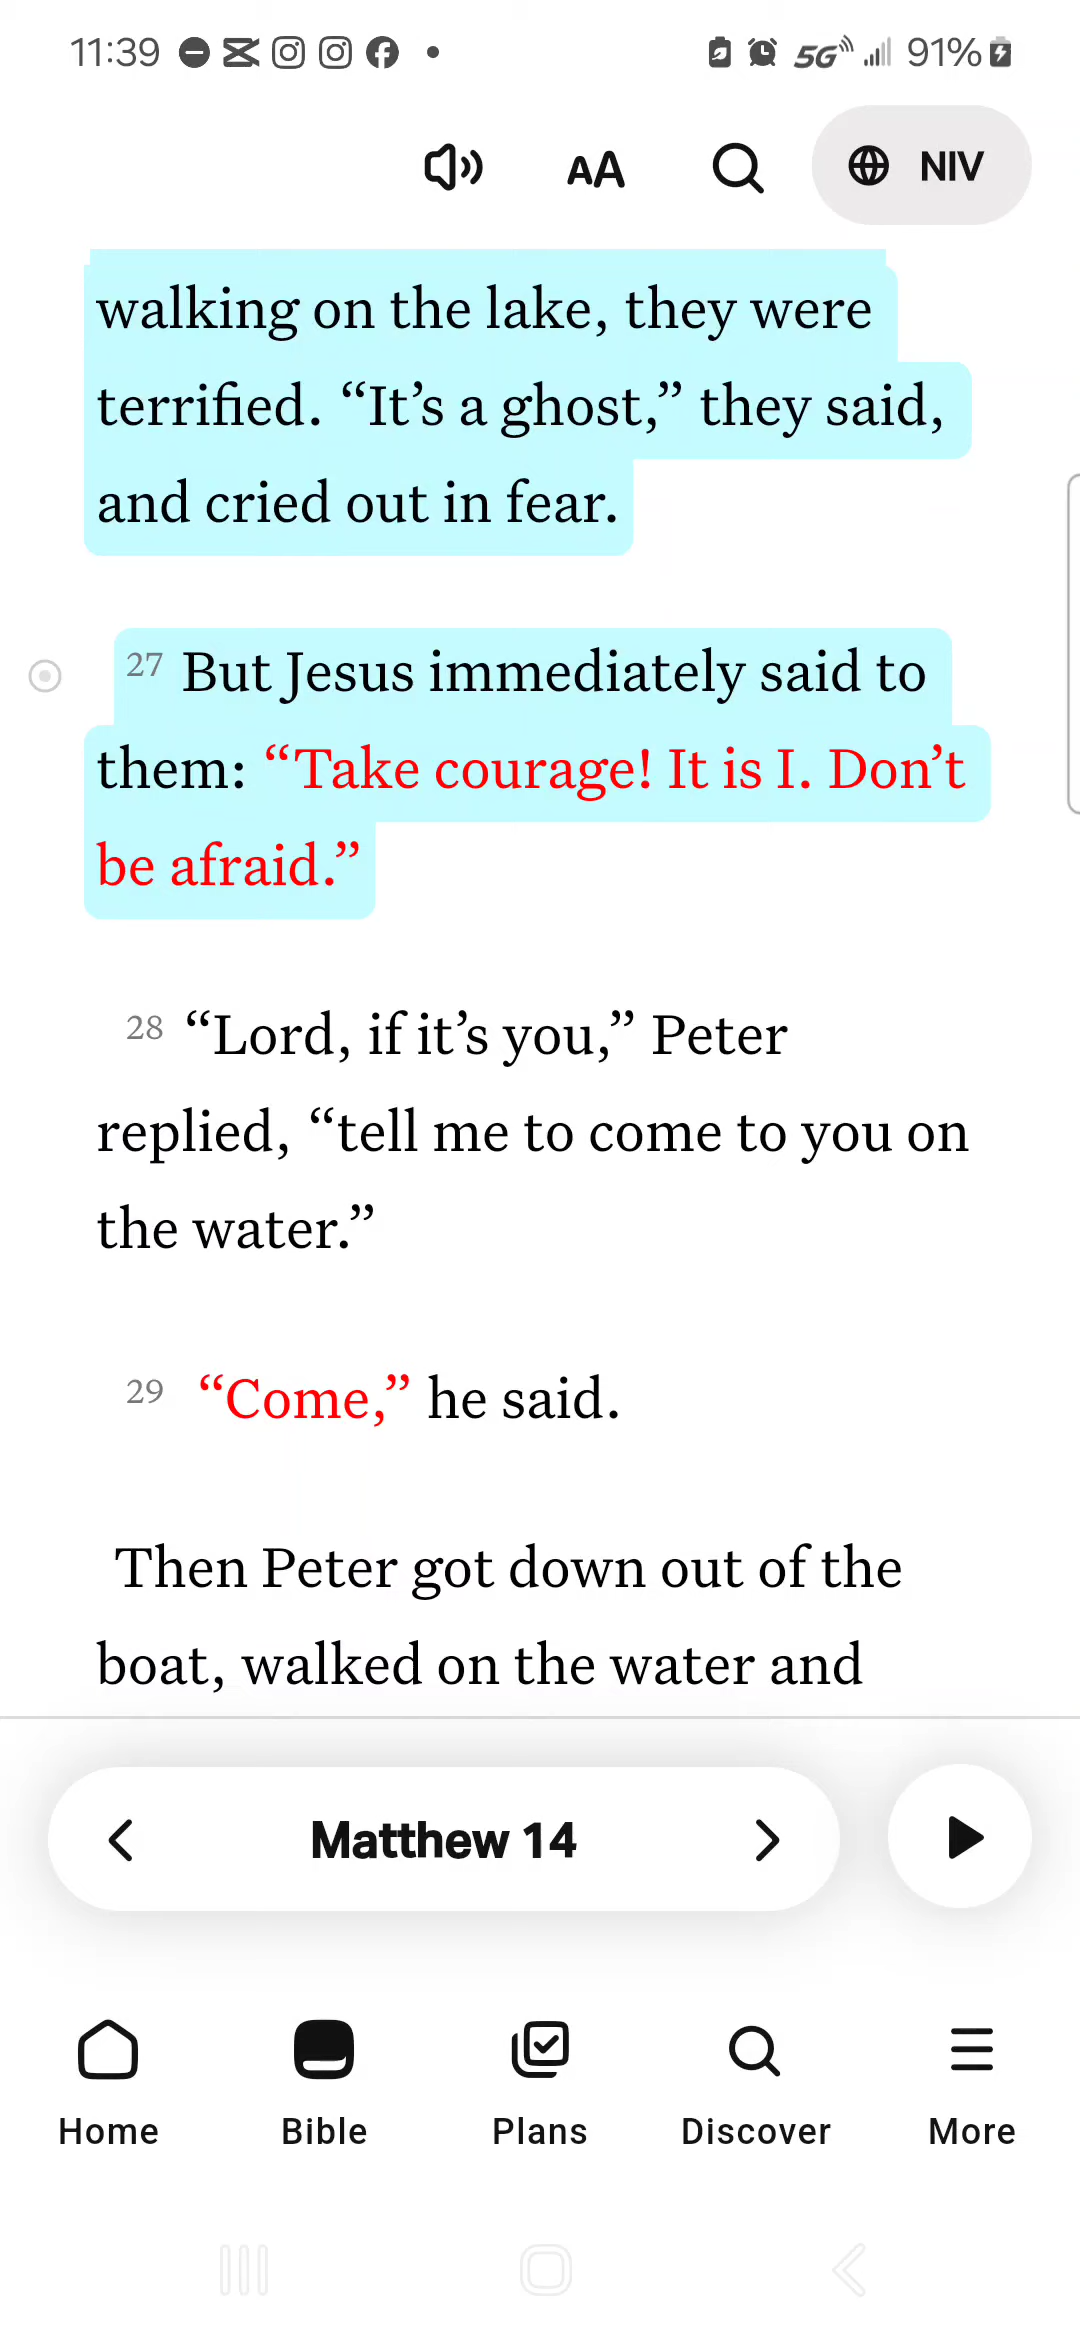 11:39
5G 91%
AA NIV
walking on the lake, they were
terrified. “It’s a ghost,” they said,
and cried out in fear.
27 But Jesus immediately said to
them: “Take courage! It is I. Don’t
be afraid.”
28 “Lord, if it’s you,” Peter
replied, “tell me to come to you on
the water.”
29 “Come,” he said.
Then Peter got down out of the
boat, walked on the water and
Matthew 14
Home Bible Plans Discover More